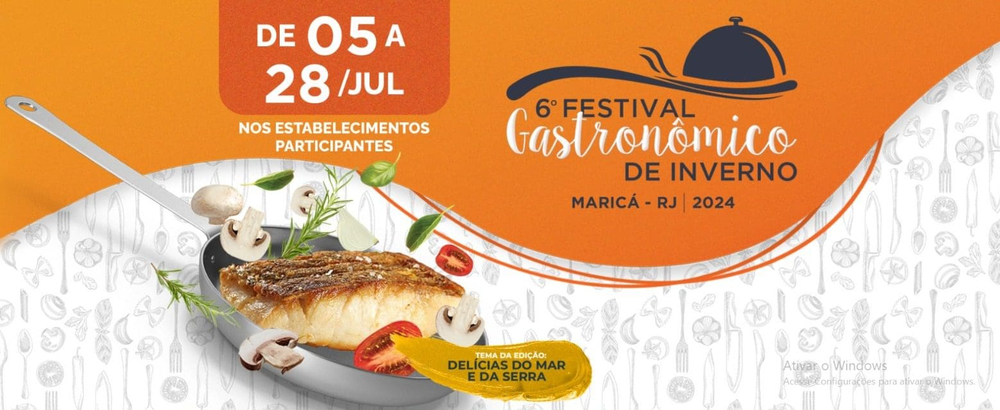 DE 05 A
28 /JUL
NOS ESTABELECIMENTOS
PARTICIPANTES
6º FESTIVAL
Gastronômico
DE INVERNO
MARICÁ - RJ | 2024
TEMA DA EDIÇÃO:
DELÍCIAS DO MAR
E DA SERRA
Ativar o Windows
Acesse Configurações para ativar o Windows.